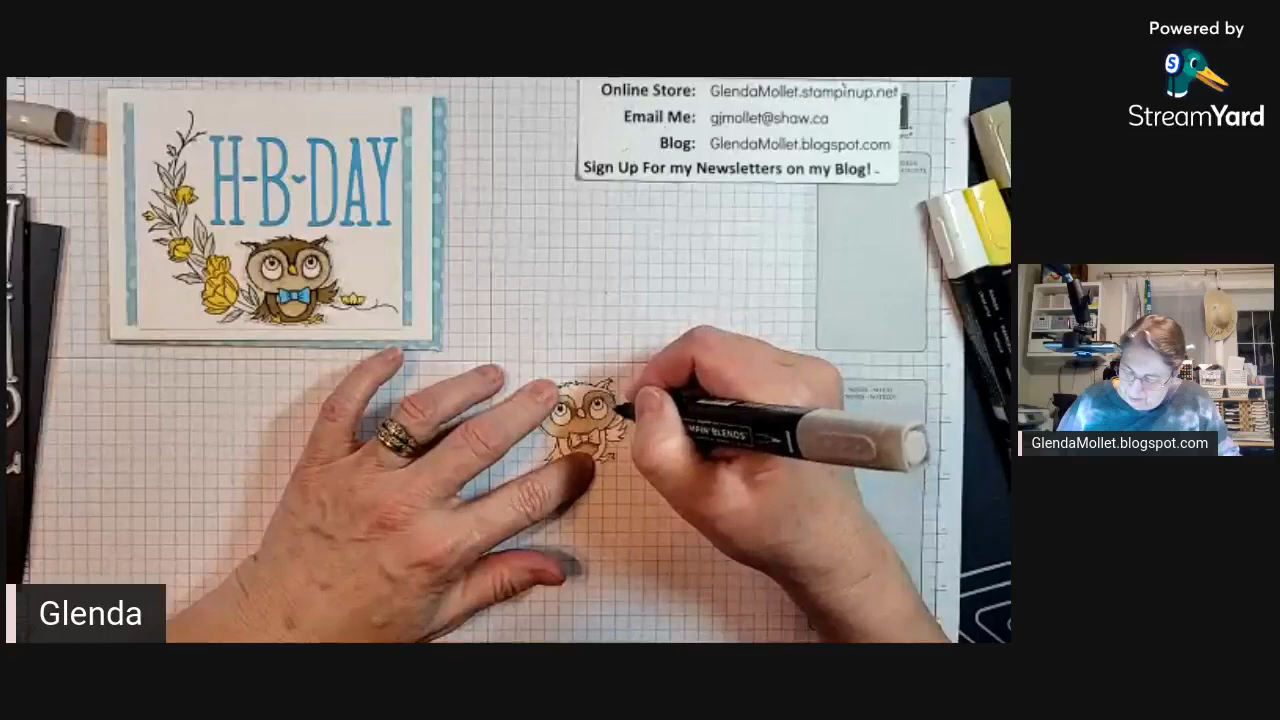 Powered by
StreamYard
Online Store: GlendaMollet.stampinup.net
Email Me: gjmollet@shaw.ca
Blog: GlendaMollet.blogspot.com
Sign Up For my Newsletters on my Blog!
H-B-DAY
BLENDS
GlendaMollet.blogspot.com
Glenda